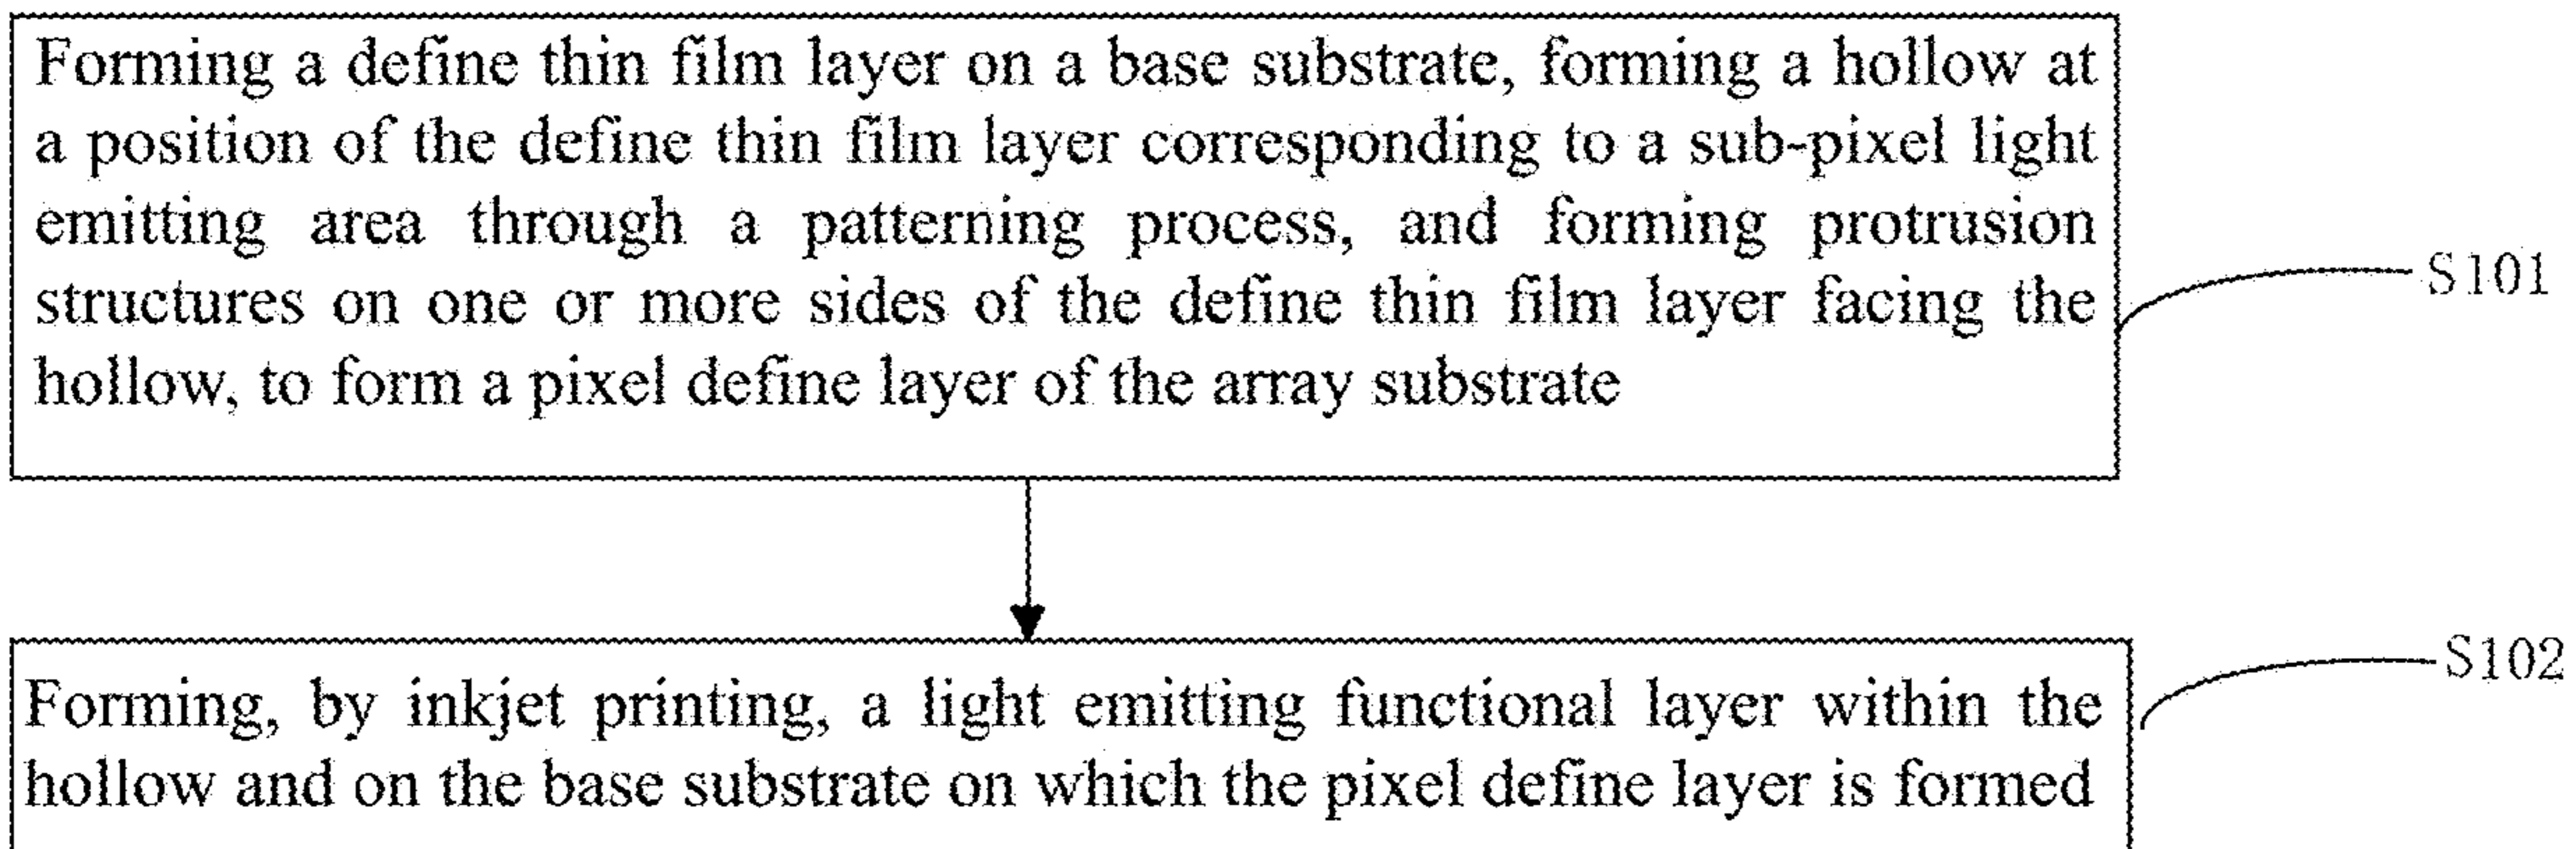 Forming a define thin film layer on a base substrate, forming a hollow at
a position of the define thin film layer corresponding to a sub-pixel light
emitting area through a patterning process, and forming protrusion
structures on one or more sides of the define thin film layer facing the
hollow, to form a pixel define layer of the array substrate
S101
S102
Forming, by inkjet printing, a light emitting functional layer within the
hollow and on the base substrate on which the pixel define layer is formed